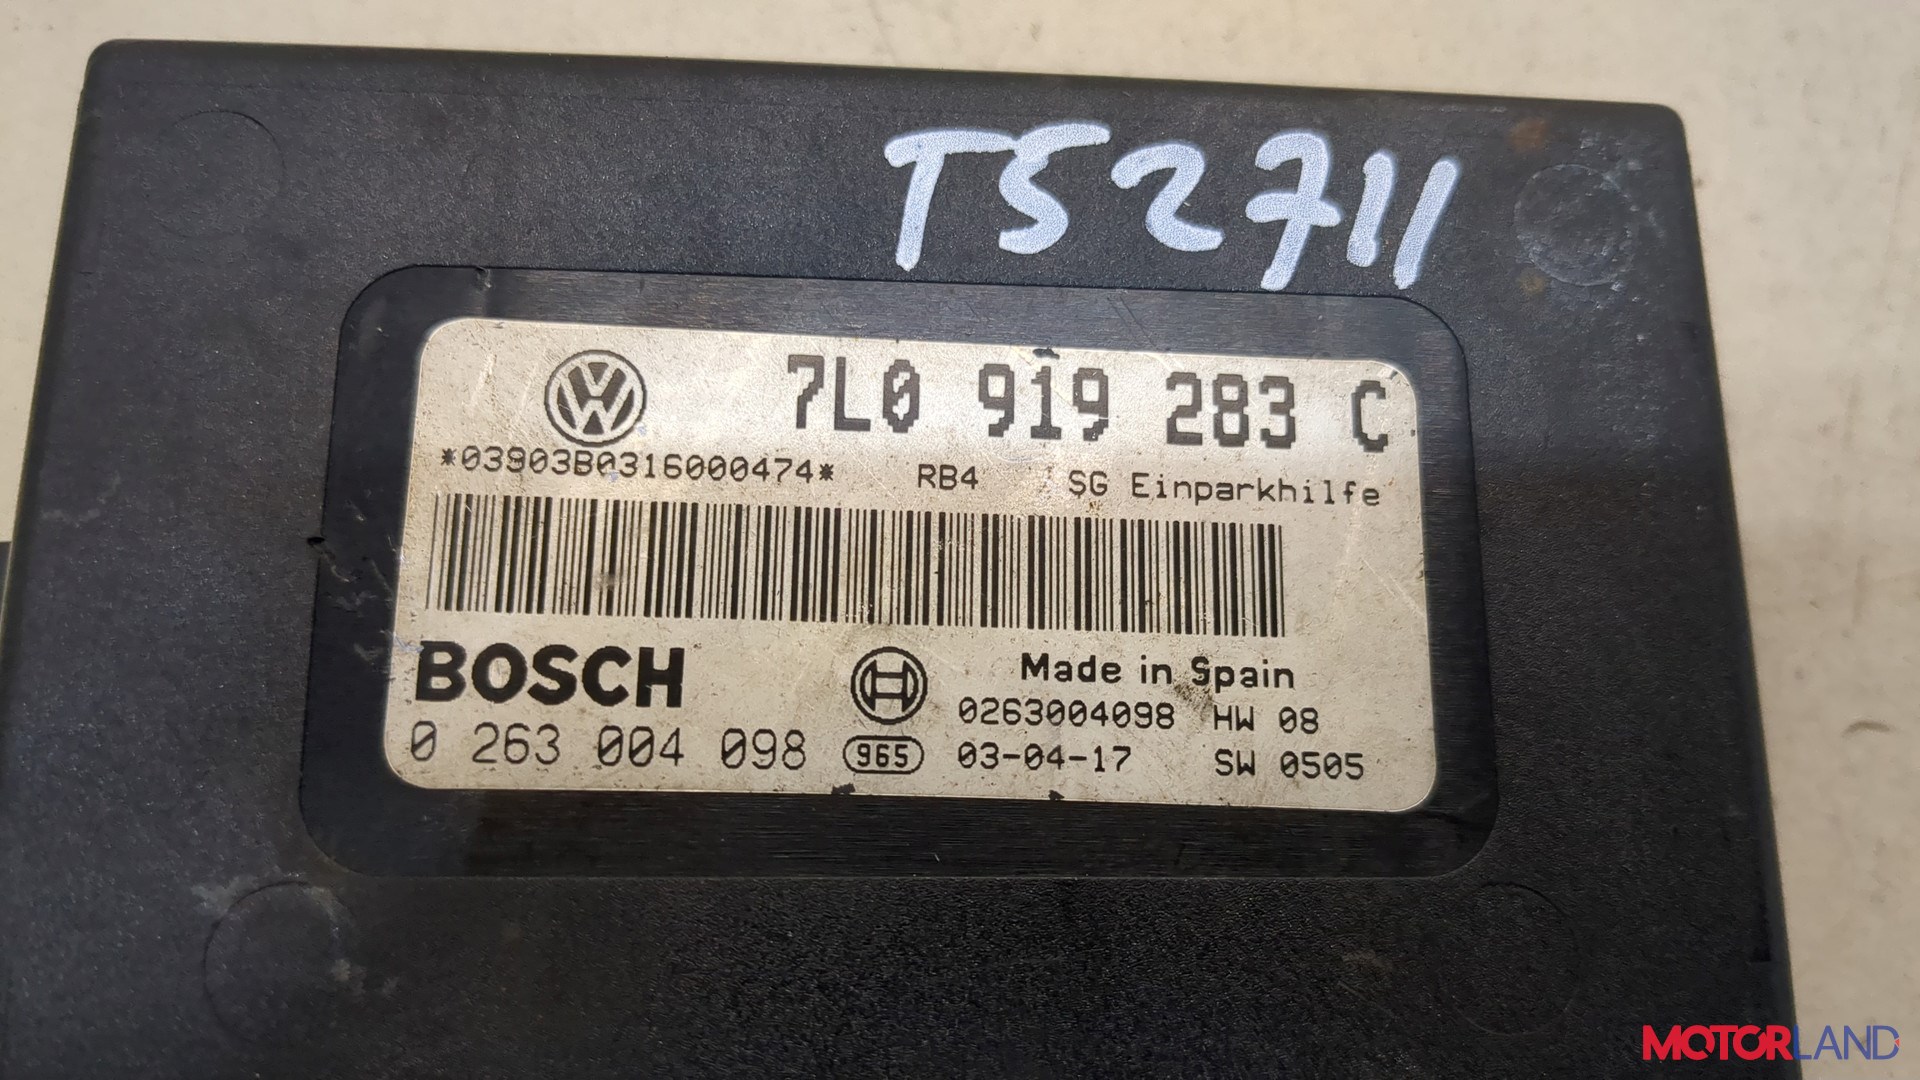 TS2711
7L0 919 283 C
*03903B0316000474* RB4 SG Einparkhilfe
BOSCH
Made in Spain
0263004098 HW 08
0 263 004 098 965 03-04-17 SW 0505
MOTORLAND